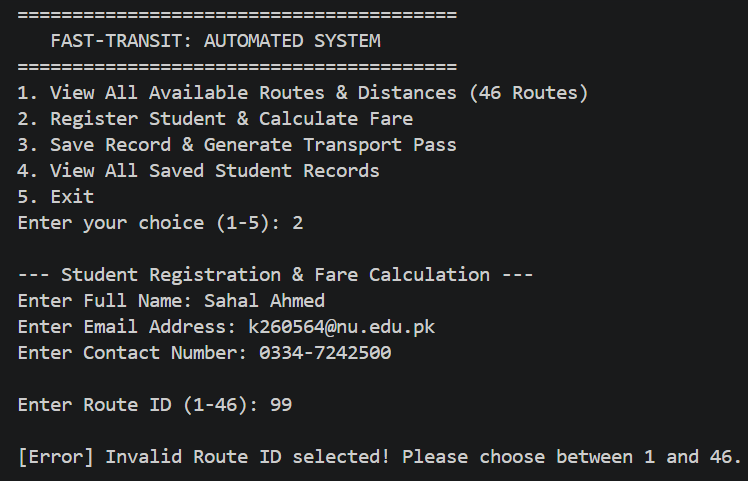 ========================================
FAST-TRANSIT: AUTOMATED SYSTEM
========================================
1. View All Available Routes & Distances (46 Routes)
2. Register Student & Calculate Fare
3. Save Record & Generate Transport Pass
4. View All Saved Student Records
5. Exit
Enter your choice (1-5): 2
--- Student Registration & Fare Calculation ---
Enter Full Name: Sahal Ahmed
Enter Email Address: k260564@nu.edu.pk
Enter Contact Number: 0334-7242500
Enter Route ID (1-46): 99
[Error] Invalid Route ID selected! Please choose between 1 and 46.